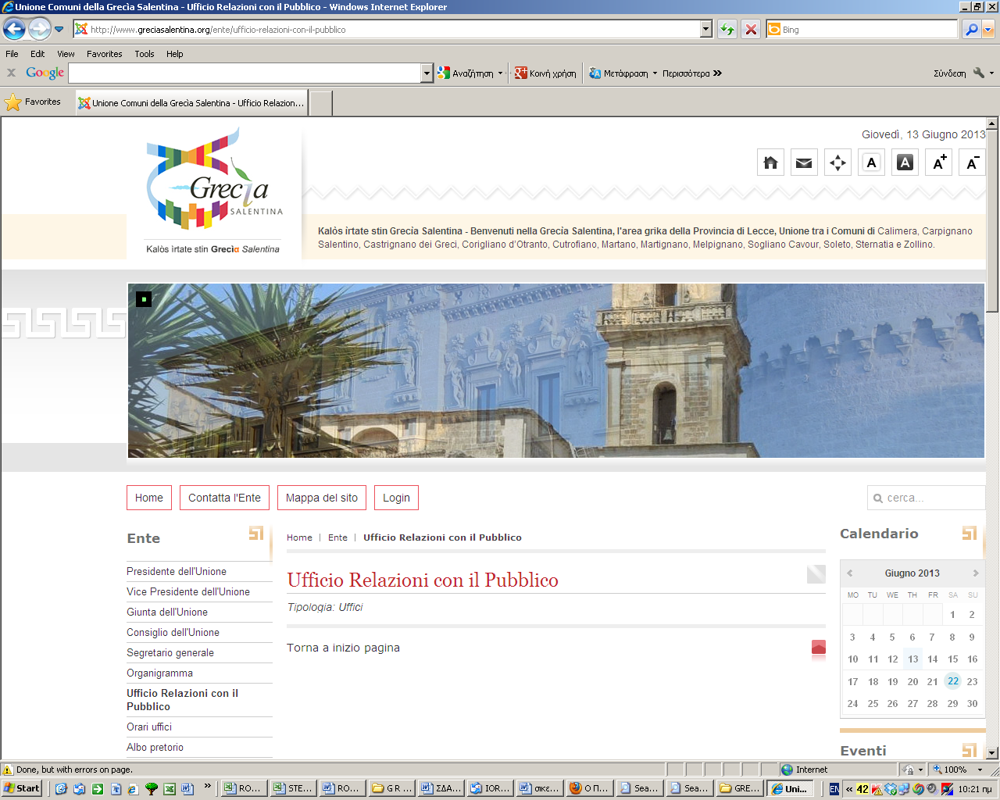 Unione Comuni della Grecìa Salentina - Ufficio Relazioni con il Pubblico - Windows Internet Explorer
http://www.greciasalentina.org/ente/ufficio-relazioni-con-il-pubblico
Bing
File Edit View Favorites Tools Help
x Google Αναζήτηση Κοινή χρήση Μετάφραση Περισσότερα » Σύνδεση
Favorites Unione Comuni della Grecìa Salentina - Ufficio Relazion...
Giovedì, 13 Giugno 2013
A A A+ A-
Grecìa
SALENTINA
Kalòs ìrtate stin Grecìα Salentina
Kalòs ìrtate stin Grecìa Salentina - Benvenuti nella Grecìa Salentina, l'area grika della Provincia di Lecce, Unione tra i Comuni di Calimera, Carpignano
Salentino, Castrignano dei Greci, Corigliano d'Otranto, Cutrofiano, Martano, Martignano, Melpignano, Sogliano Cavour, Soleto, Sternatia e Zollino.
Home Contatta l'Ente Mappa del sito Login cerca...
Ente
Presidente dell'Unione
Vice Presidente dell'Unione
Giunta dell'Unione
Consiglio dell'Unione
Segretario generale
Organigramma
Ufficio Relazioni con il
Pubblico
Orari uffici
Albo pretorio
Home | Ente | Ufficio Relazioni con il Pubblico
Ufficio Relazioni con il Pubblico
Tipologia: Uffici
Torna a inizio pagina
Calendario
Giugno 2013
MO TU WE TH FR SA SU
1 2
3 4 5 6 7 8 9
10 11 12 13 14 15 16
17 18 19 20 21 22 23
24 25 26 27 28 29 30
Eventi
Done, but with errors on page. Internet 100%
Start » RO... STE... RO... G R ... ΣΔΑ... IOR... σικε... Ο Π... Sea... Sea... GRE... Uni... EN « 42 10:21 πμ